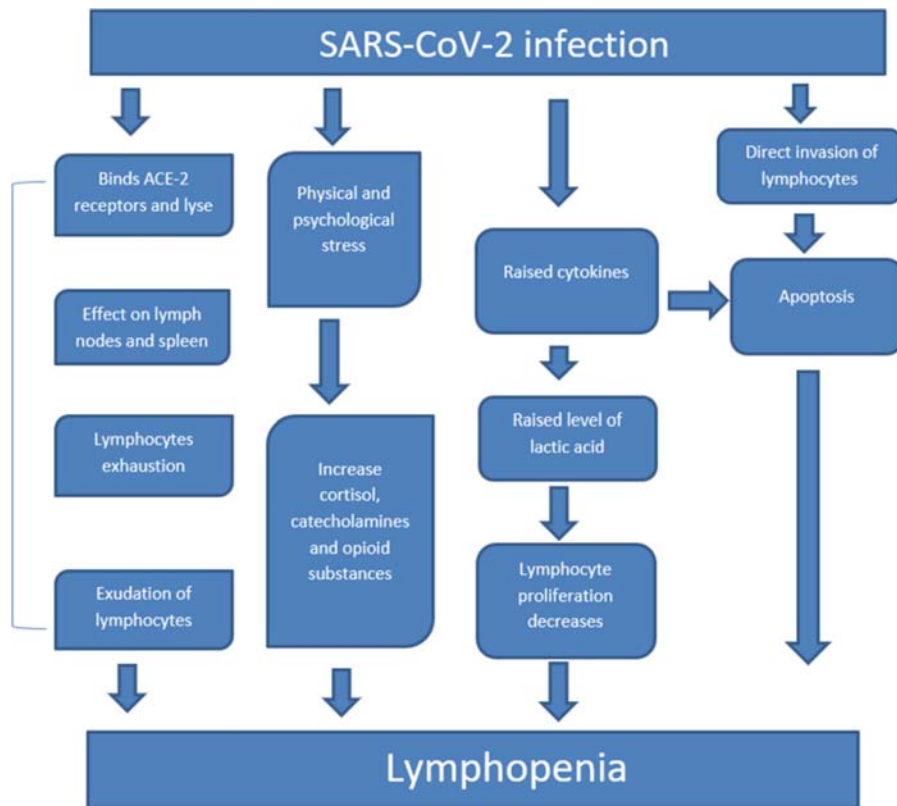 SARS-CoV-2 infection
Binds ACE-2
receptors and lyse
Effect on lymph
nodes and spleen
Lymphocytes
exhaustion
Exudation of
lymphocytes
Physical and
psychological
stress
Increase
cortisol,
catecholamines
and opioid
substances
Raised cytokines
Raised level of
lactic acid
Lymphocyte
proliferation
decreases
Direct invasion of
lymphocytes
Apoptosis
Lymphopenia